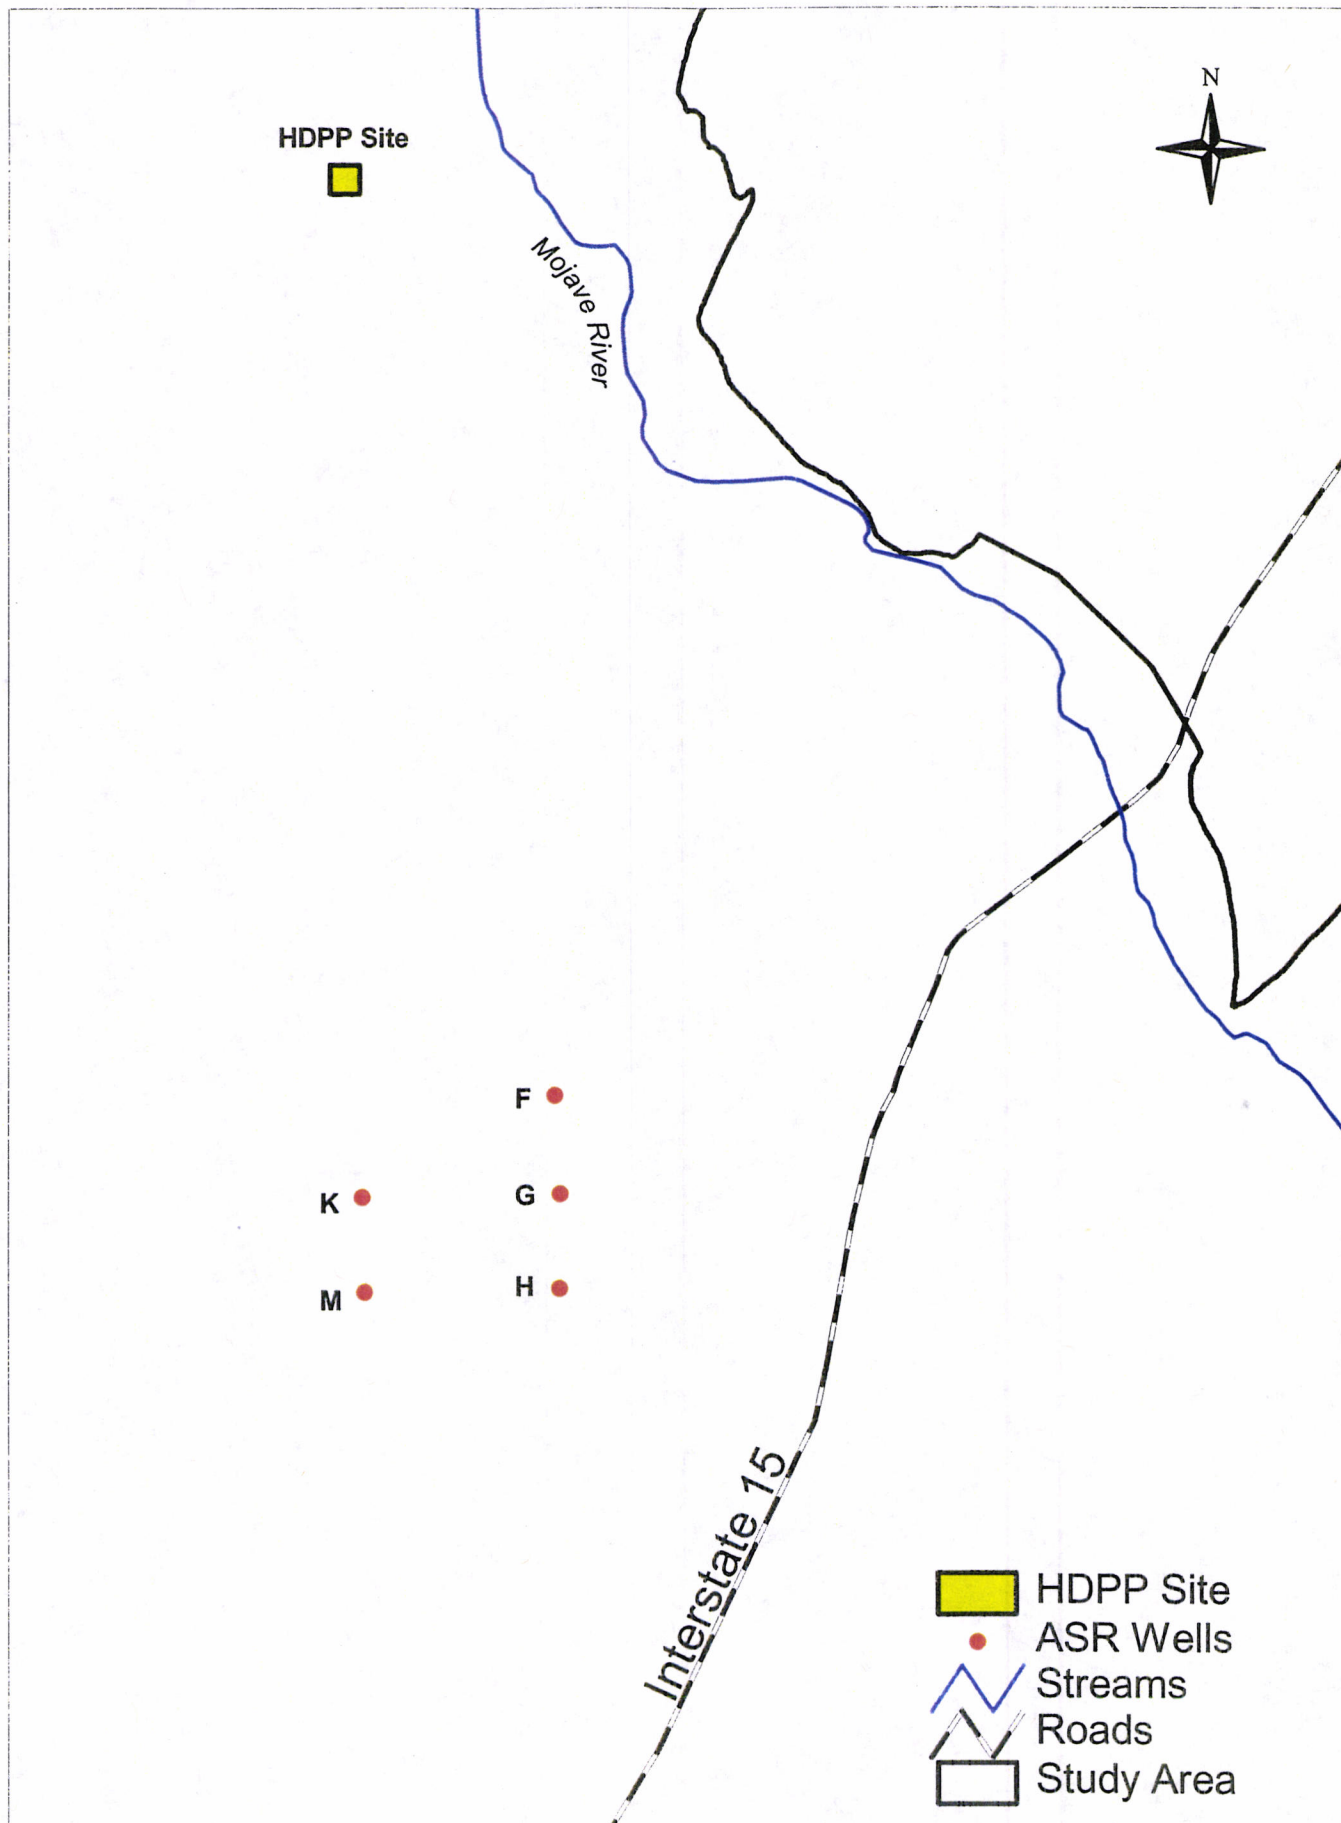 N
HDPP Site
Mojave River
F
K
G
M
H
Interstate 15
HDPP Site
ASR Wells
Streams
Roads
Study Area